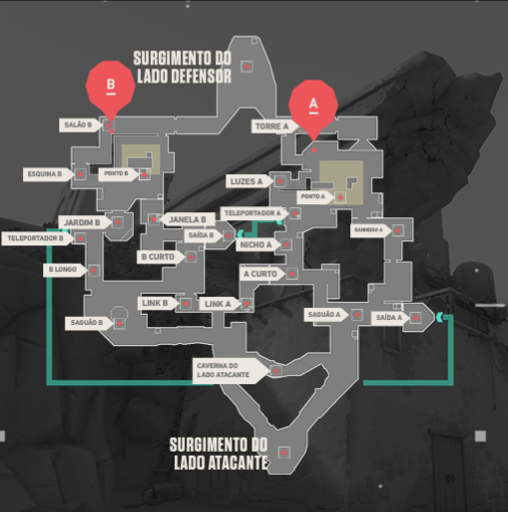 SURGIMENTO DO
LADO DEFENSOR
B
A
SALÃO B
TORRE A
ESQUINA B
PONTO B
LUZES A
PONTO A
JARDIM B
JANELA B
TELEPORTADOR A
TELEPORTADOR B
SAÍDA B
NICHO A
BANHEIRO A
B CURTO
B LONGO
A CURTO
LINK B
LINK A
SAGUÃO B
SAGUÃO A
SAÍDA A
CAVERNA DO
LADO ATACANTE
SURGIMENTO DO
LADO ATACANTE